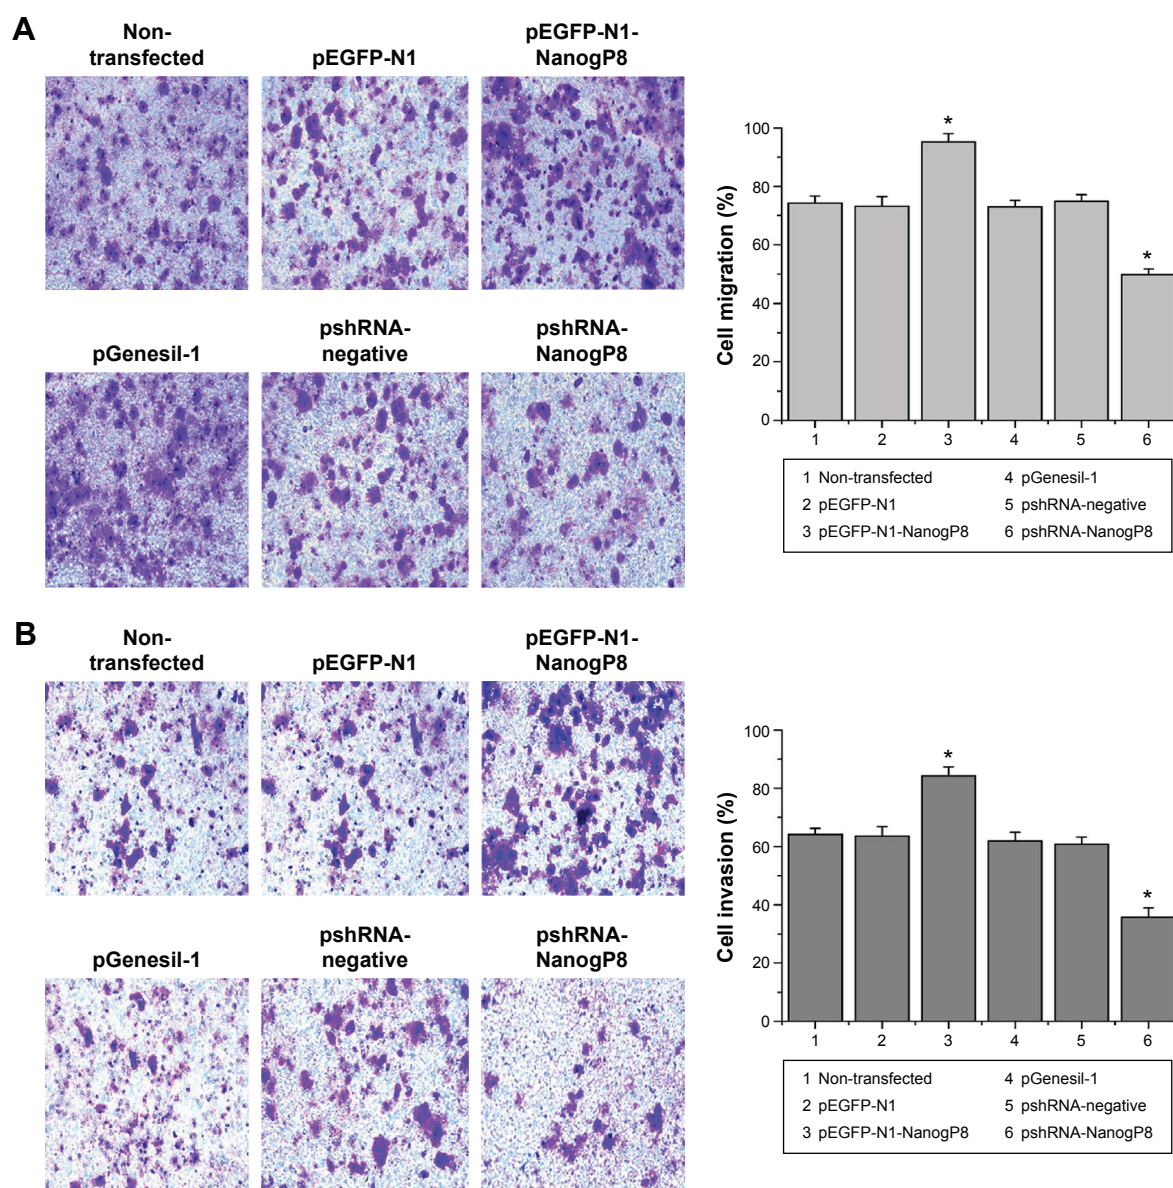 A
Non-
transfected
pEGFP-N1
pEGFP-N1-
NanogP8
pGenesil-1
pshRNA-
negative
pshRNA-
NanogP8
Cell migration (%)
100
80
60
40
20
0
*
*
1 2 3 4 5 6
1 Non-transfected 4 pGenesil-1
2 pEGFP-N1 5 pshRNA-negative
3 pEGFP-N1-NanogP8 6 pshRNA-NanogP8
B
Non-
transfected
pEGFP-N1
pEGFP-N1-
NanogP8
pGenesil-1
pshRNA-
negative
pshRNA-
NanogP8
Cell invasion (%)
100
80
60
40
20
0
*
*
1 2 3 4 5 6
1 Non-transfected 4 pGenesil-1
2 pEGFP-N1 5 pshRNA-negative
3 pEGFP-N1-NanogP8 6 pshRNA-NanogP8